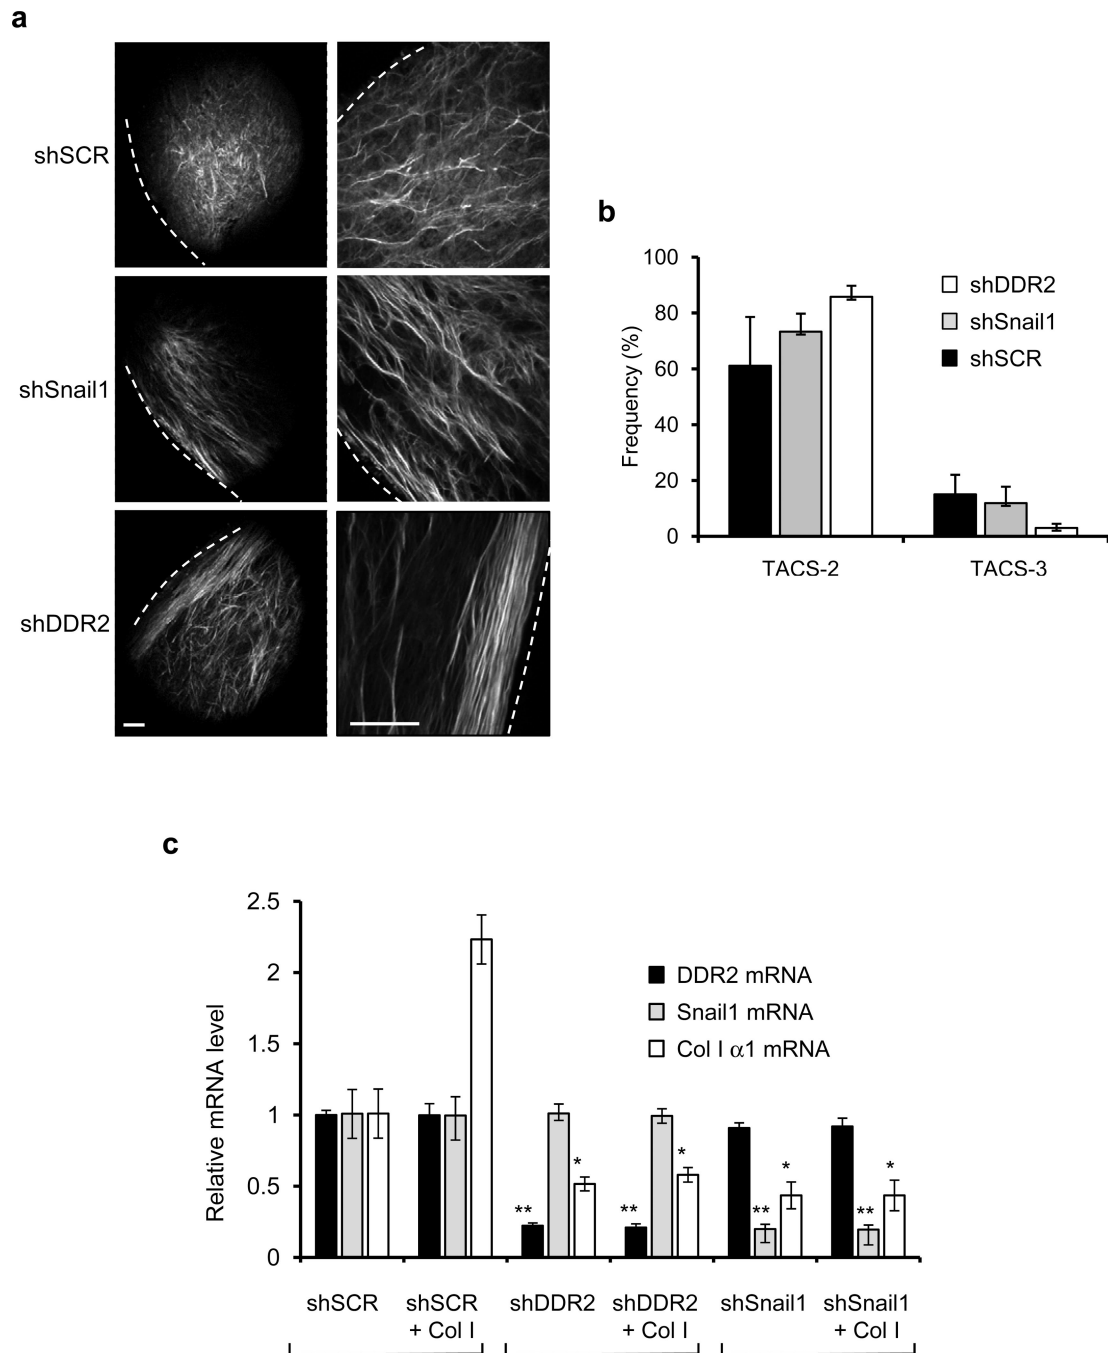 a
shSCR
shSnail1
shDDR2
b
100
80
60
40
20
0
Frequency (%)
shDDR2
shSnail1
shSCR
TACS-2
TACS-3
c
2.5
2
1.5
1
0.5
0
Relative mRNA level
DDR2 mRNA
Snail1 mRNA
Col I α1 mRNA
** * ** * ** * ** *
shSCR
shSCR + Col I
shDDR2
shDDR2 + Col I
shSnail1
shSnail1 + Col I